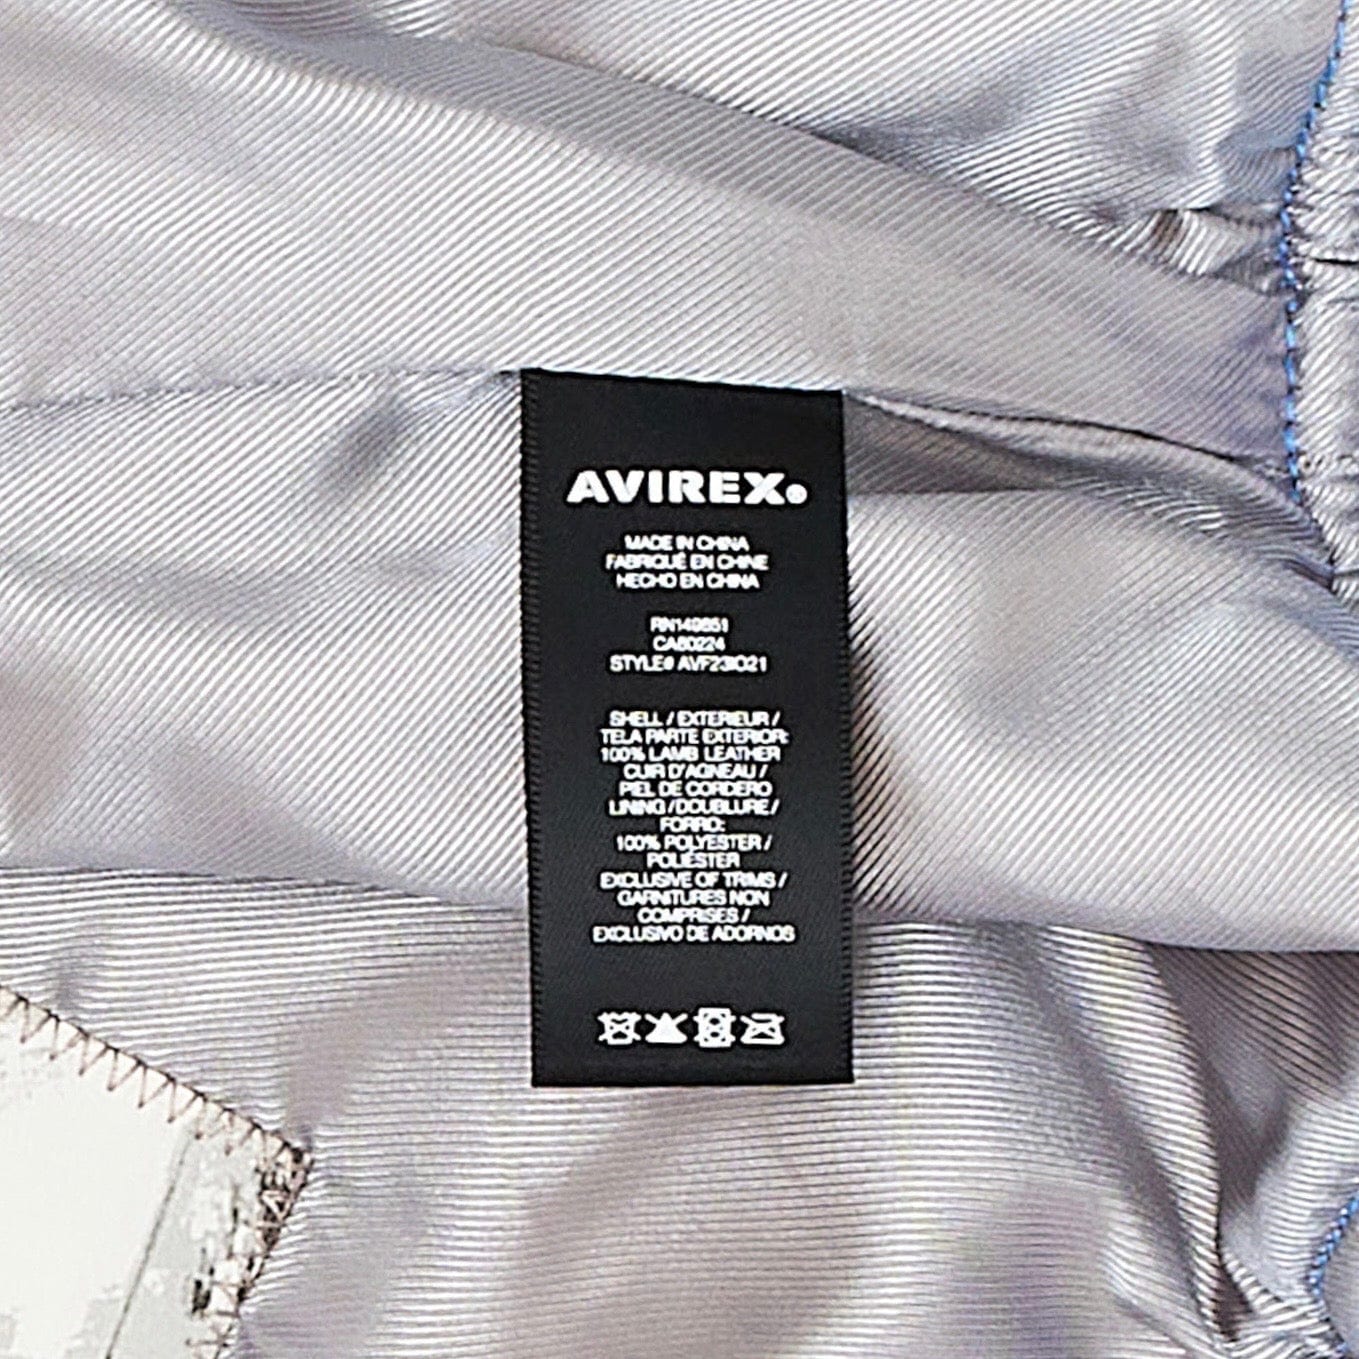 AVIREX®
MADE IN CHINA
FABRIQUÉ EN CHINE
HECHO EN CHINA
RN149651
CA60224
STYLE# AVF23IO21
SHELL / EXTERIEUR /
TELA PARTE EXTERIOR:
100% LAMB LEATHER
CUIR D'AGNEAU /
PIEL DE CORDERO
LINING / DOUBLURE /
FORRO:
100% POLYESTER /
POLIÉSTER
EXCLUSIVE OF TRIMS /
GARNITURES NON
COMPRISES /
EXCLUSIVO DE ADORNOS